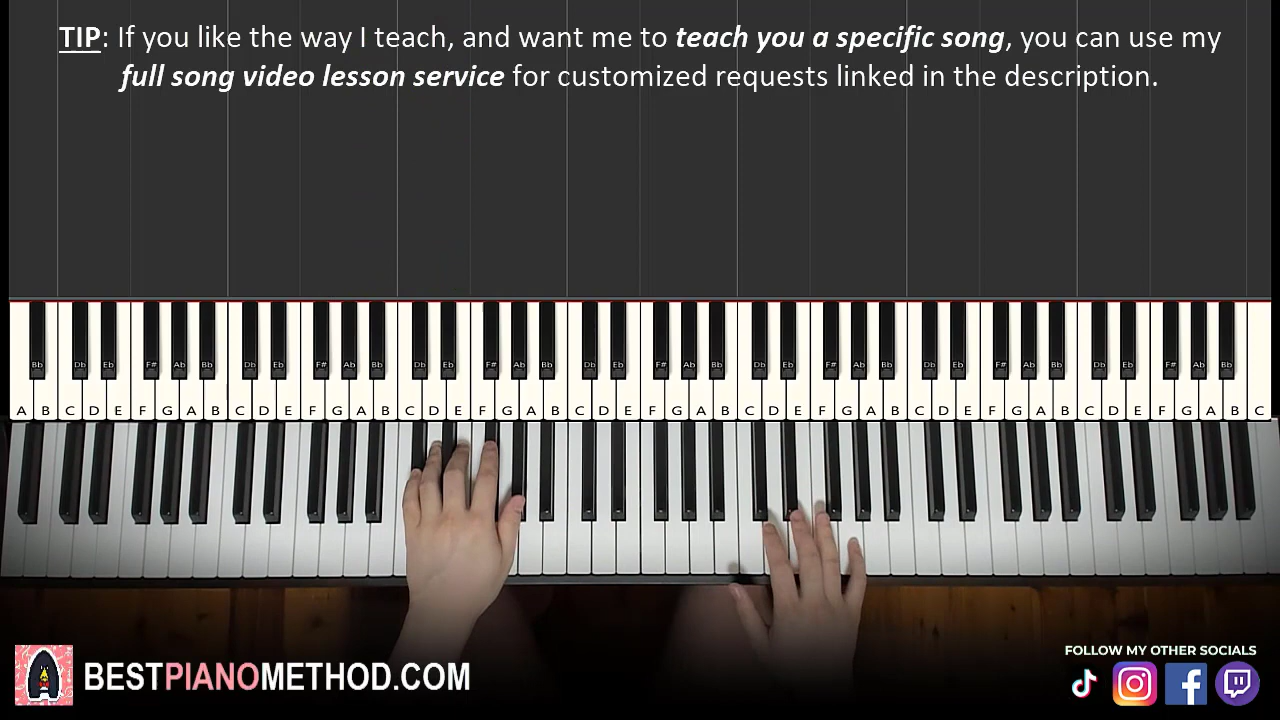 TIP: If you like the way I teach, and want me to teach you a specific song, you can use my
full song video lesson service for customized requests linked in the description.
Bb Db Eb F# Ab Bb Db Eb F# Ab Bb Db Eb F# Ab Bb Db Eb F# Ab Bb Db Eb F# Ab Bb Db Eb F# Ab Bb Db Eb F# Ab Bb
A B C D E F G A B C D E F G A B C D E F G A B C D E F G A B C D E F G A B C D E F G A B C D E F G A B C
FOLLOW MY OTHER SOCIALS
BESTPIANOMETHOD.COM